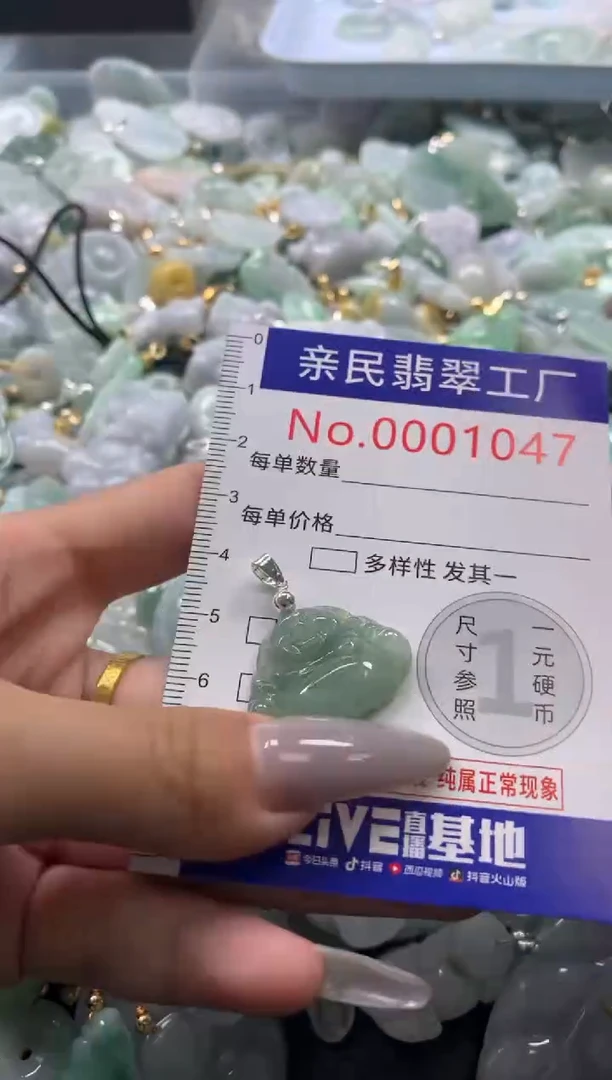 0
亲民翡翠工厂
1
No.0001047
2
每单数量
3
每单价格
4
多样性 发其一
5
尺寸参照
1
一元硬币
6
纯属正常现象
LIVE直播基地
今日头条 抖音 西瓜视频 抖音火山版